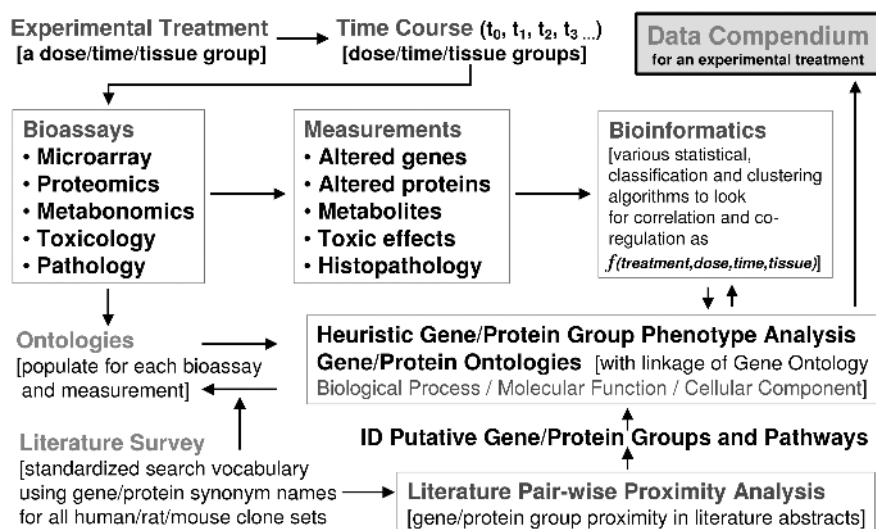 Experimental Treatment
[a dose/time/tissue group]
Time Course (t0, t1, t2, t3 ...)
[dose/time/tissue groups]
Data Compendium
for an experimental treatment
Bioassays
• Microarray
• Proteomics
• Metabonomics
• Toxicology
• Pathology
Measurements
• Altered genes
• Altered proteins
• Metabolites
• Toxic effects
• Histopathology
Bioinformatics
[various statistical,
classification and clustering
algorithms to look
for correlation and co-
regulation as
f(treatment,dose,time,tissue)]
Ontologies
[populate for each bioassay
and measurement]
Heuristic Gene/Protein Group Phenotype Analysis
Gene/Protein Ontologies [with linkage of Gene Ontology
Biological Process / Molecular Function / Cellular Component]
ID Putative Gene/Protein Groups and Pathways
Literature Survey
[standardized search vocabulary
using gene/protein synonym names
for all human/rat/mouse clone sets
Literature Pair-wise Proximity Analysis
[gene/protein group proximity in literature abstracts]